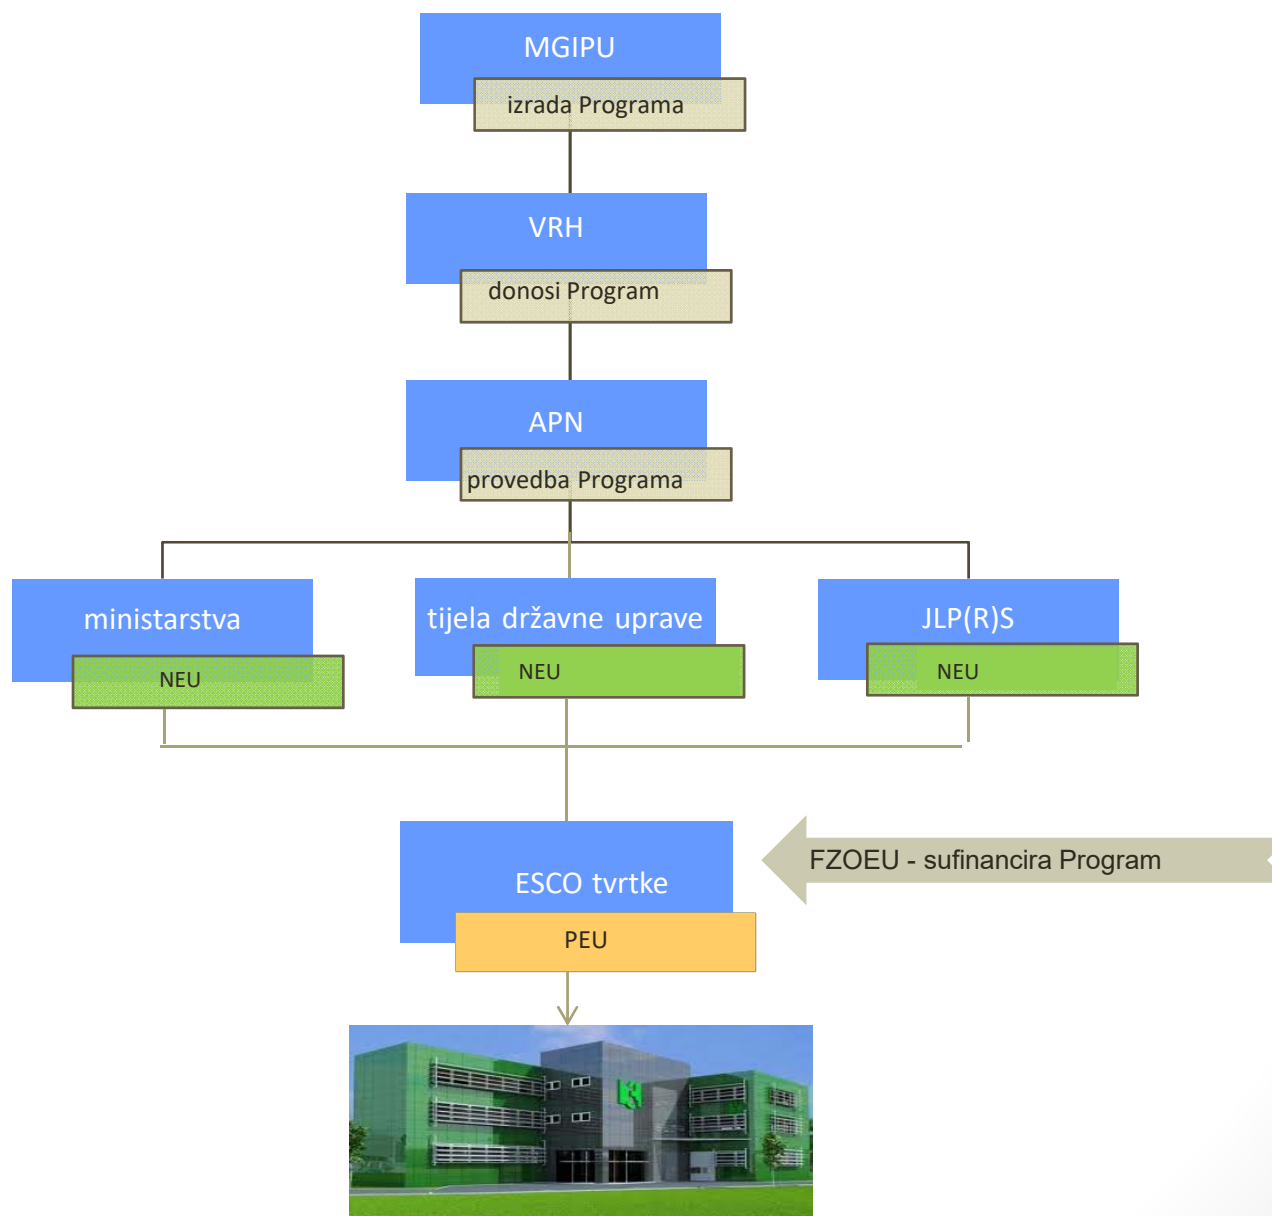 MGIPU
izrada Programa
VRH
donosi Program
APN
provedba Programa
ministarstva
NEU
tijela državne uprave
NEU
JLP(R)S
NEU
ESCO tvrtke
PEU
FZOEU - sufinancira Program